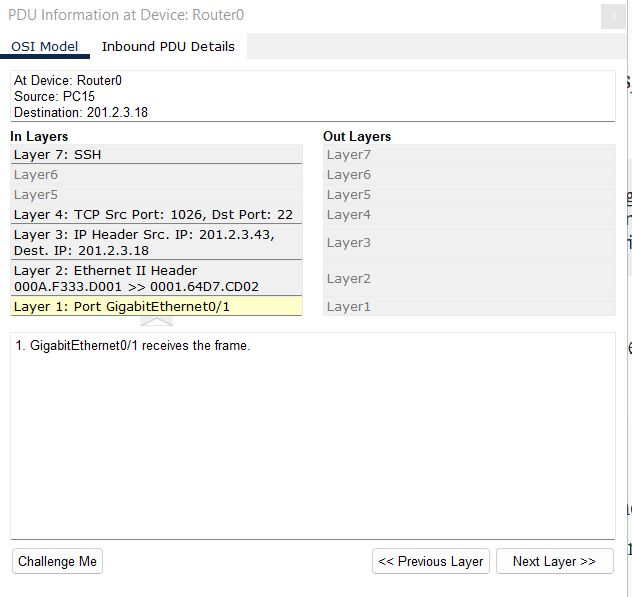 PDU Information at Device: Router0
OSI Model Inbound PDU Details
At Device: Router0
Source: PC15
Destination: 201.2.3.18
In Layers
Layer 7: SSH
Layer6
Layer5
Layer 4: TCP Src Port: 1026, Dst Port: 22
Layer 3: IP Header Src. IP: 201.2.3.43,
Dest. IP: 201.2.3.18
Layer 2: Ethernet II Header
000A.F333.D001 >> 0001.64D7.CD02
Layer 1: Port GigabitEthernet0/1
Out Layers
Layer7
Layer6
Layer5
Layer4
Layer3
Layer2
Layer1
1. GigabitEthernet0/1 receives the frame.
Challenge Me
<< Previous Layer
Next Layer >>